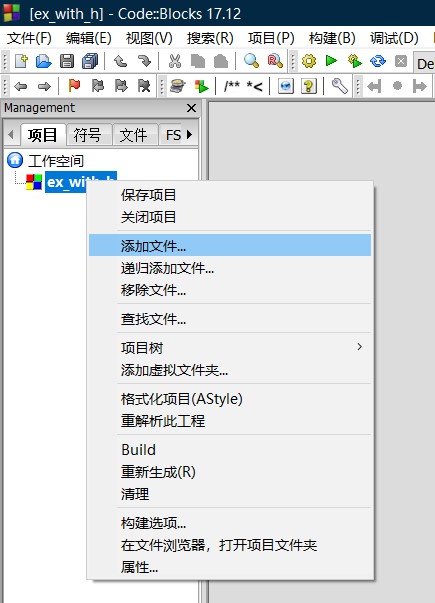 [ex_with_h] - Code::Blocks 17.12
文件(F) 编辑(E) 视图(V) 搜索(R) 项目(P) 构建(B) 调试(D)
De
/** *<
Management
项目 符号 文件 FS
工作空间
ex_with_h
保存项目
关闭项目
添加文件...
递归添加文件...
移除文件...
查找文件...
项目树
添加虚拟文件夹...
格式化项目(AStyle)
重解析此工程
Build
重新生成(R)
清理
构建选项...
在文件浏览器，打开项目文件夹
属性...